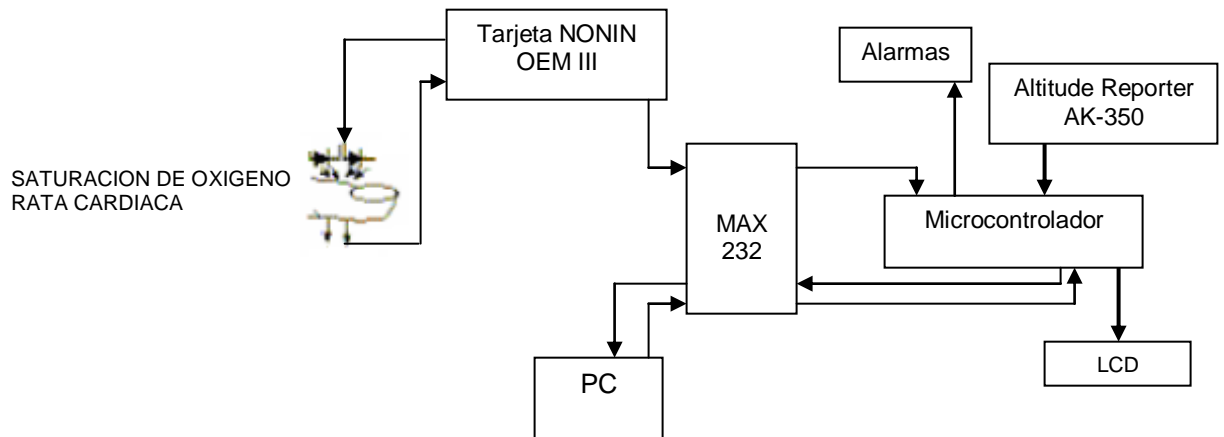 Tarjeta NONIN
OEM III
Alarmas
Altitude Reporter
AK-350
SATURACION DE OXIGENO
RATA CARDIACA
MAX
232
Microcontrolador
PC
LCD